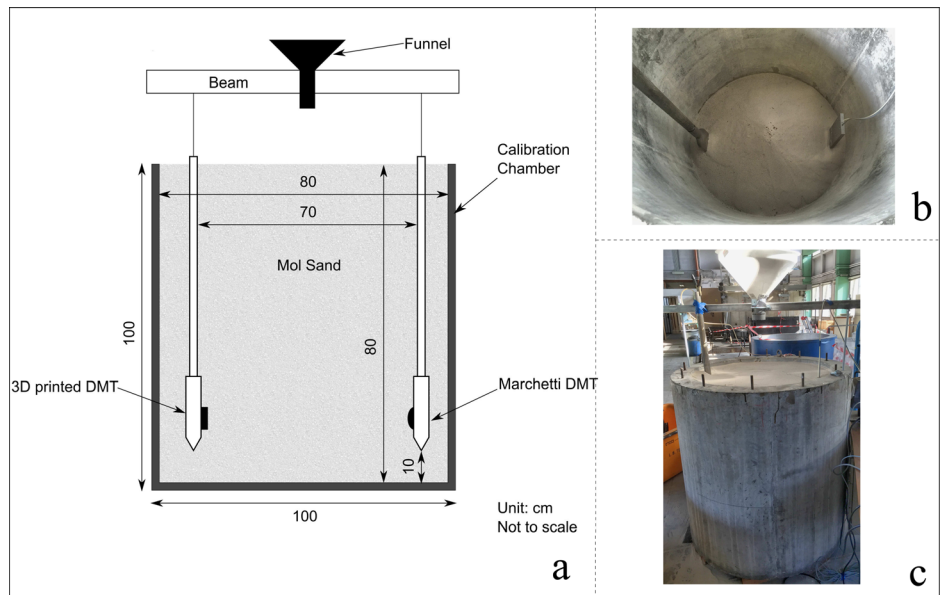 Funnel
Beam
Calibration
Chamber
80
70
Mol Sand
100
80
3D printed DMT
Marchetti DMT
10
100
Unit: cm
Not to scale
a
b
c